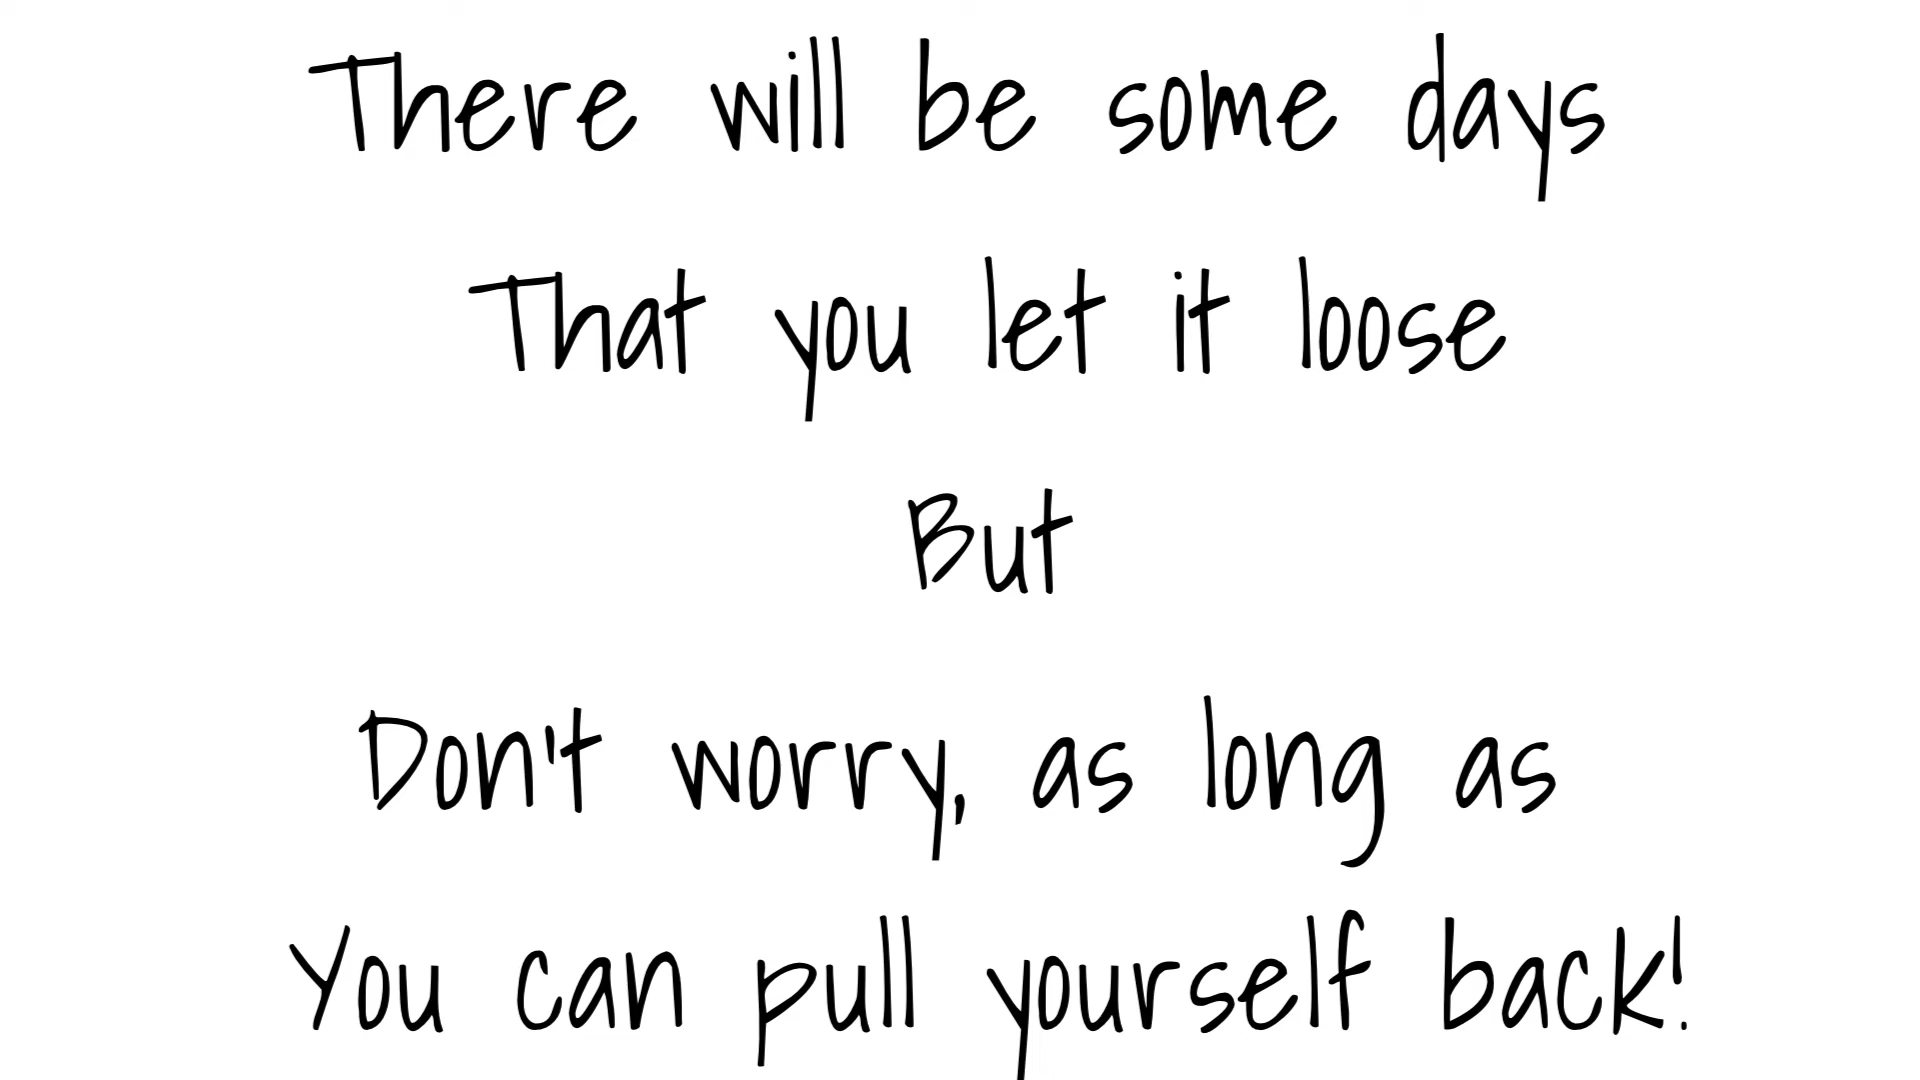 There will be some days
That you let it loose
But
Don't worry, as long as
You can pull yourself back!